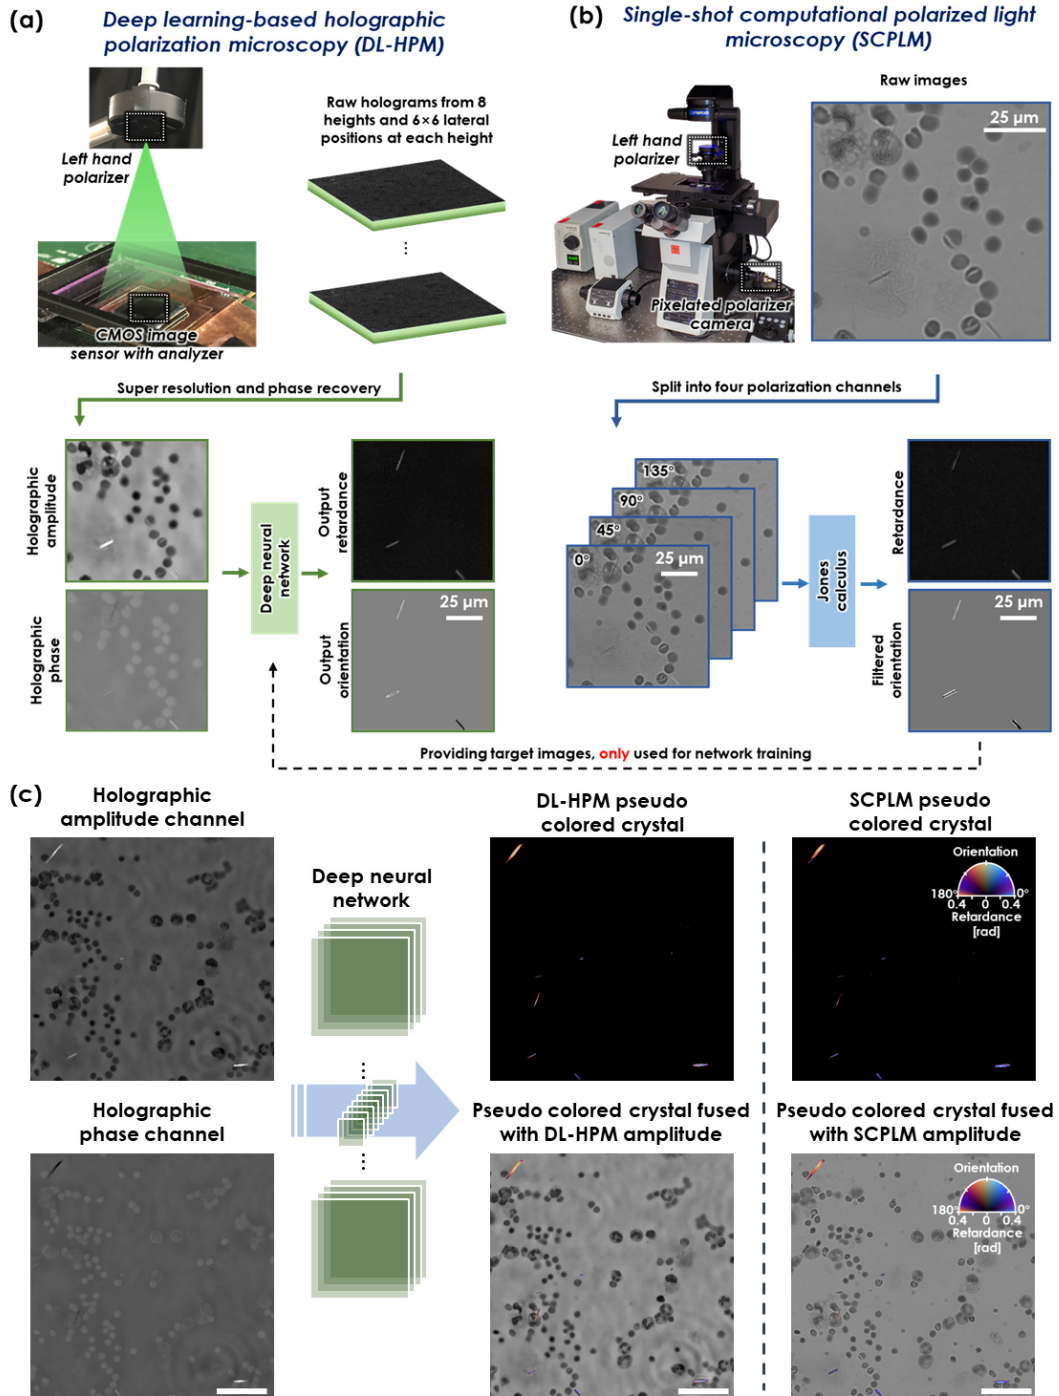 (a)
Deep learning-based holographic
polarization microscopy (DL-HPM)
Left hand
polarizer
CMOS image
sensor with analyzer
Raw holograms from 8
heights and 6×6 lateral
positions at each height
Super resolution and phase recovery
Holographic
amplitude
Holographic
phase
Deep neural
network
Output
retardance
Output
orientation
25 µm
(b)
Single-shot computational polarized light
microscopy (SCPLM)
Left hand
polarizer
Pixelated polarizer
camera
Raw images
25 µm
Split into four polarization channels
135°
90°
45°
0°
25 µm
Jones
calculus
Retardance
Filtered
orientation
25 µm
Providing target images, only used for network training
(c)
Holographic
amplitude channel
Deep neural
network
DL-HPM pseudo
colored crystal
SCPLM pseudo
colored crystal
Orientation
180° 0°
0.4 0 0.4
Retardance
[rad]
Holographic
phase channel
Pseudo colored crystal fused
with DL-HPM amplitude
Pseudo colored crystal fused
with SCPLM amplitude
Orientation
180° 0°
0.4 0 0.4
Retardance
[rad]